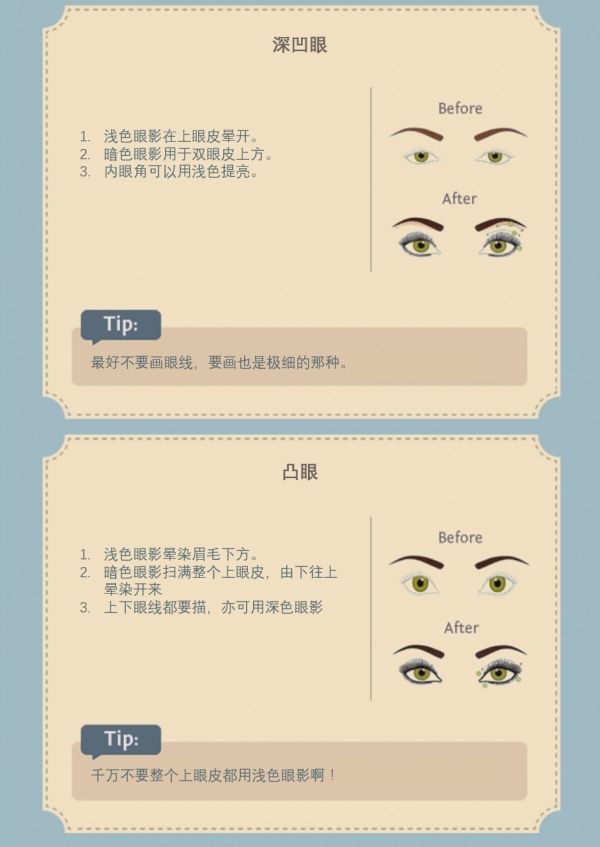 深凹眼
1. 浅色眼影在上眼皮晕开。
2. 暗色眼影用于双眼皮上方。
3. 内眼角可以用浅色提亮。
Before
After
Tip:
最好不要画眼线，要画也是极细的那种。
凸眼
1. 浅色眼影晕染眉毛下方。
2. 暗色眼影扫满整个上眼皮，由下往上
晕染开来
3. 上下眼线都要描，亦可用深色眼影
Before
After
Tip:
千万不要整个上眼皮都用浅色眼影啊！